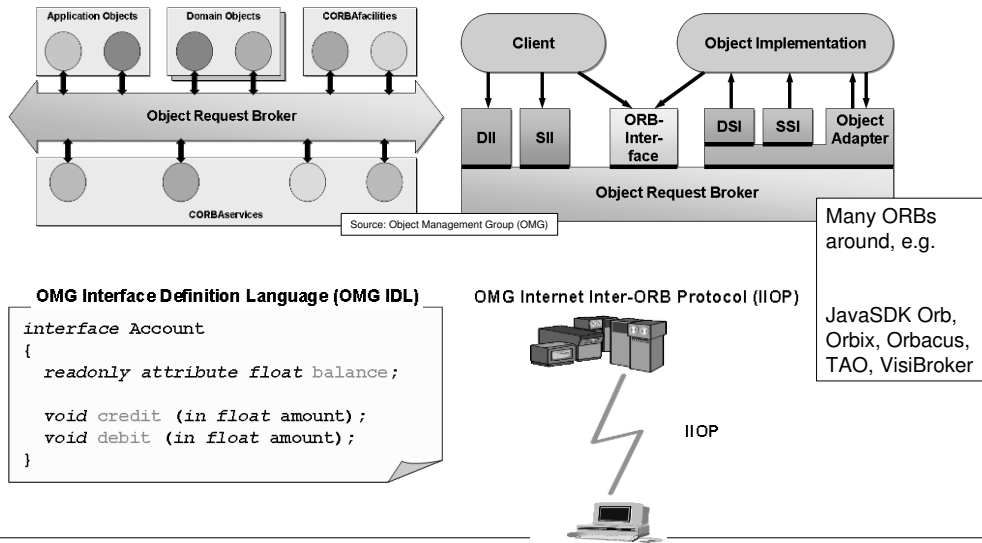 Application Objects
Domain Objects
CORBAfacilities
Object Request Broker
CORBAservices
Client
Object Implementation
DII
SII
ORB-
Inter-
face
DSI
SSI
Object
Adapter
Object Request Broker
Source: Object Management Group (OMG)
Many ORBs
around, e.g.
JavaSDK Orb,
Orbix, Orbacus,
TAO, VisiBroker
OMG Interface Definition Language (OMG IDL)
interface Account
{
readonly attribute float balance;
void credit (in float amount);
void debit (in float amount);
}
OMG Internet Inter-ORB Protocol (IIOP)
IIOP